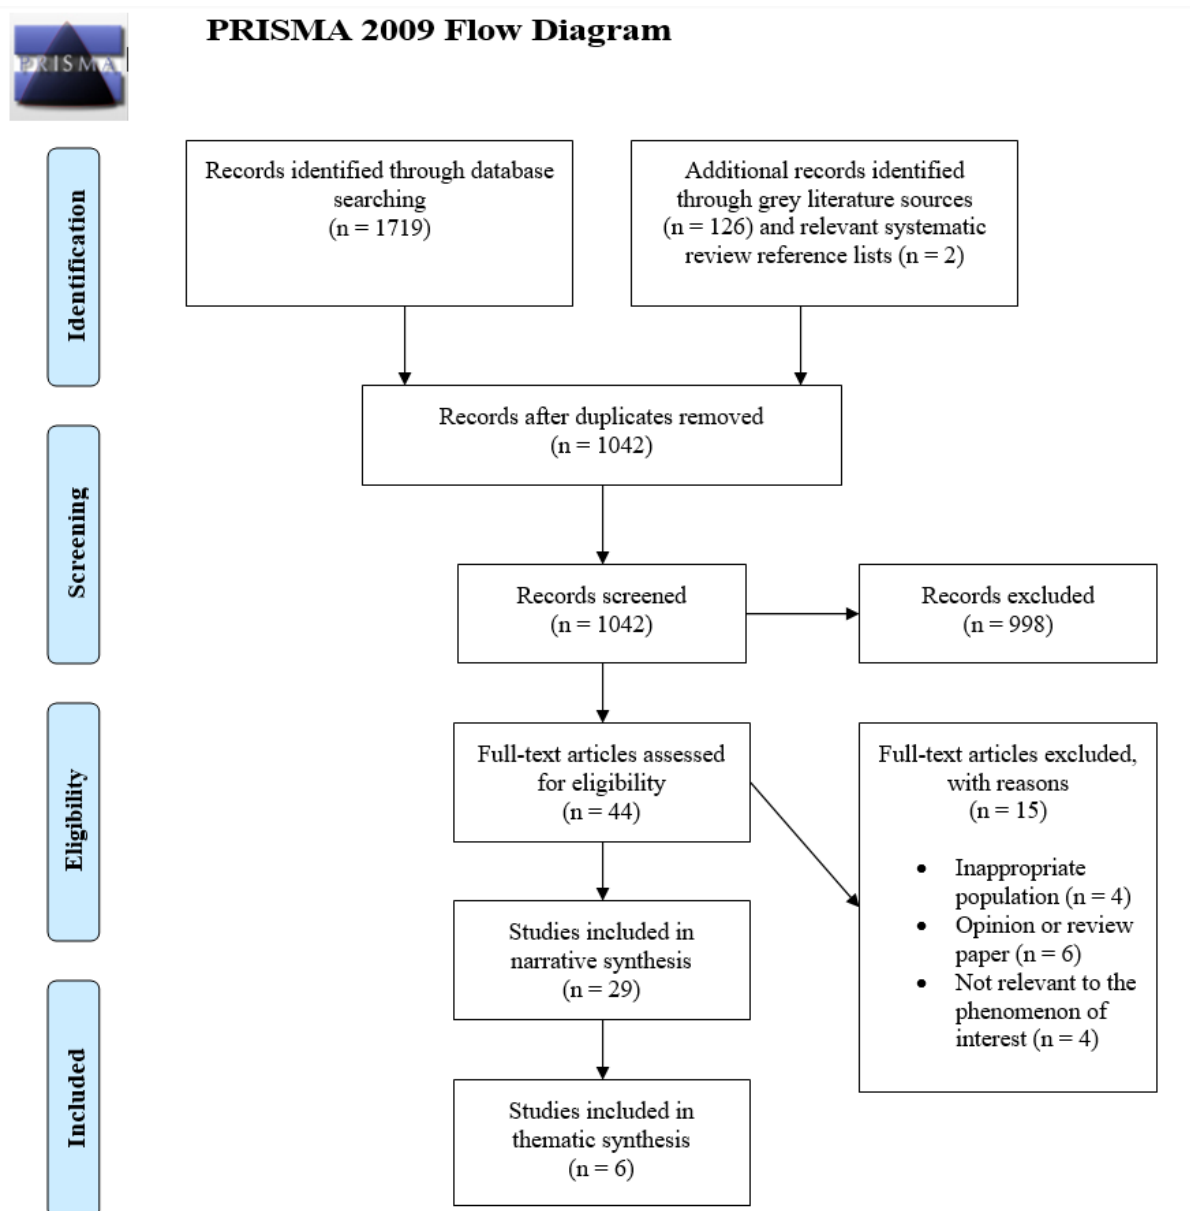 PRISMA 2009 Flow Diagram
PRISMA
Identification
Records identified through database
searching
(n = 1719)
Additional records identified
through grey literature sources
(n = 126) and relevant systematic
review reference lists (n = 2)
Records after duplicates removed
(n = 1042)
Screening
Records screened
(n = 1042)
Records excluded
(n = 998)
Eligibility
Full-text articles assessed
for eligibility
(n = 44)
Full-text articles excluded,
with reasons
(n = 15)
• Inappropriate
population (n = 4)
• Opinion or review
paper (n = 6)
• Not relevant to the
phenomenon of
interest (n = 4)
Studies included in
narrative synthesis
(n = 29)
Included
Studies included in
thematic synthesis
(n = 6)